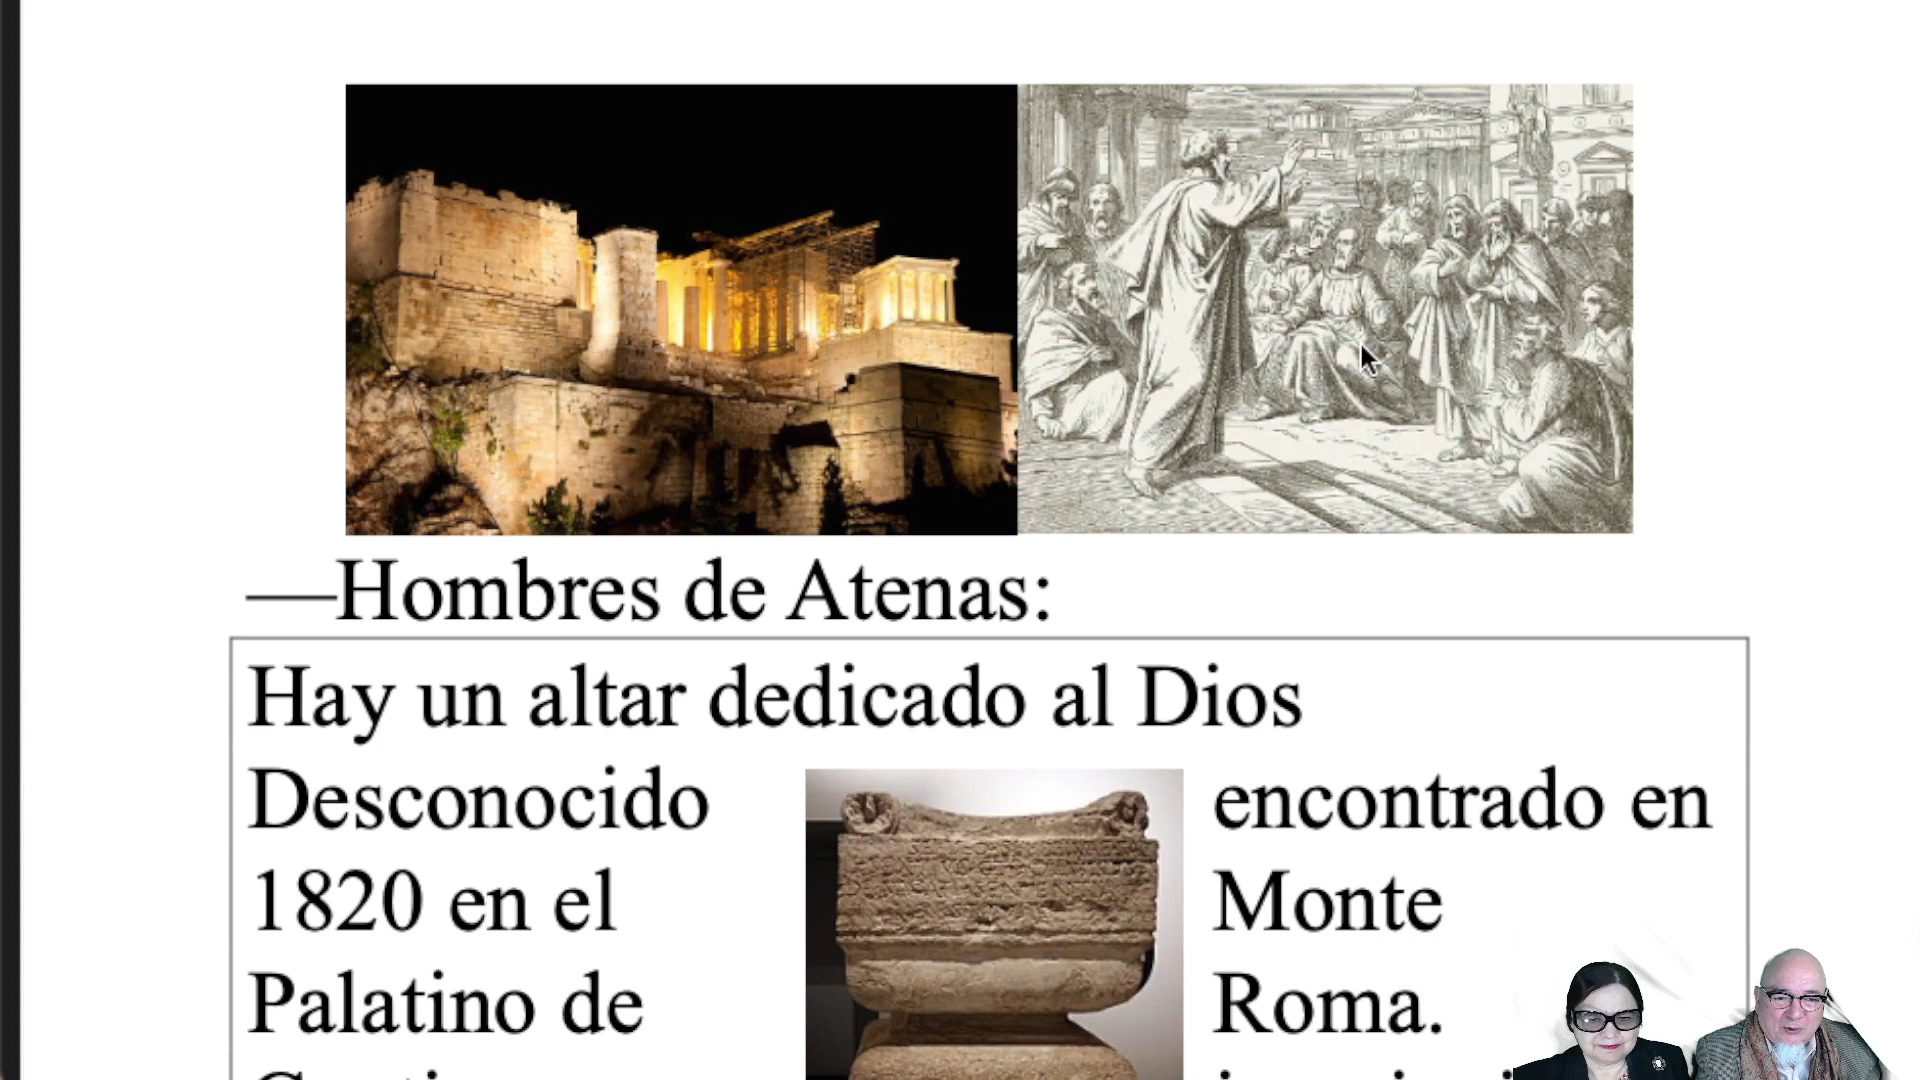 —Hombres de Atenas:
Hay un altar dedicado al Dios
Desconocido encontrado en
1820 en el Monte
Palatino de Roma.